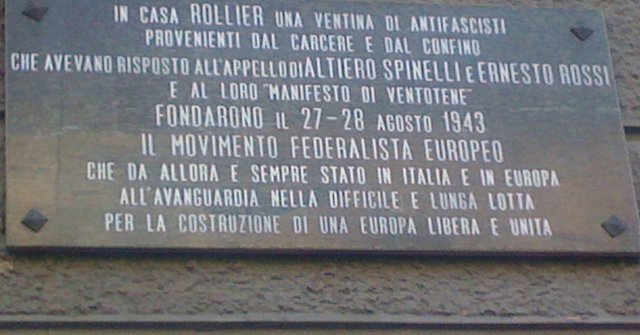 IN CASA ROLLIER UNA VENTINA DI ANTIFASCISTI
PROVENIENTI DAL CARCERE E DAL CONFINO
CHE AVEVANO RISPOSTO ALL'APPELLO DI ALTIERO SPINELLI E ERNESTO ROSSI
E AL LORO "MANIFESTO DI VENTOTENE"
FONDARONO IL 27-28 AGOSTO 1943
IL MOVIMENTO FEDERALISTA EUROPEO
CHE DA ALLORA E SEMPRE STATO IN ITALIA E IN EUROPA
ALL'AVANGUARDIA NELLA DIFFICILE E LUNGA LOTTA
PER LA COSTRUZIONE DI UNA EUROPA LIBERA E UNITA